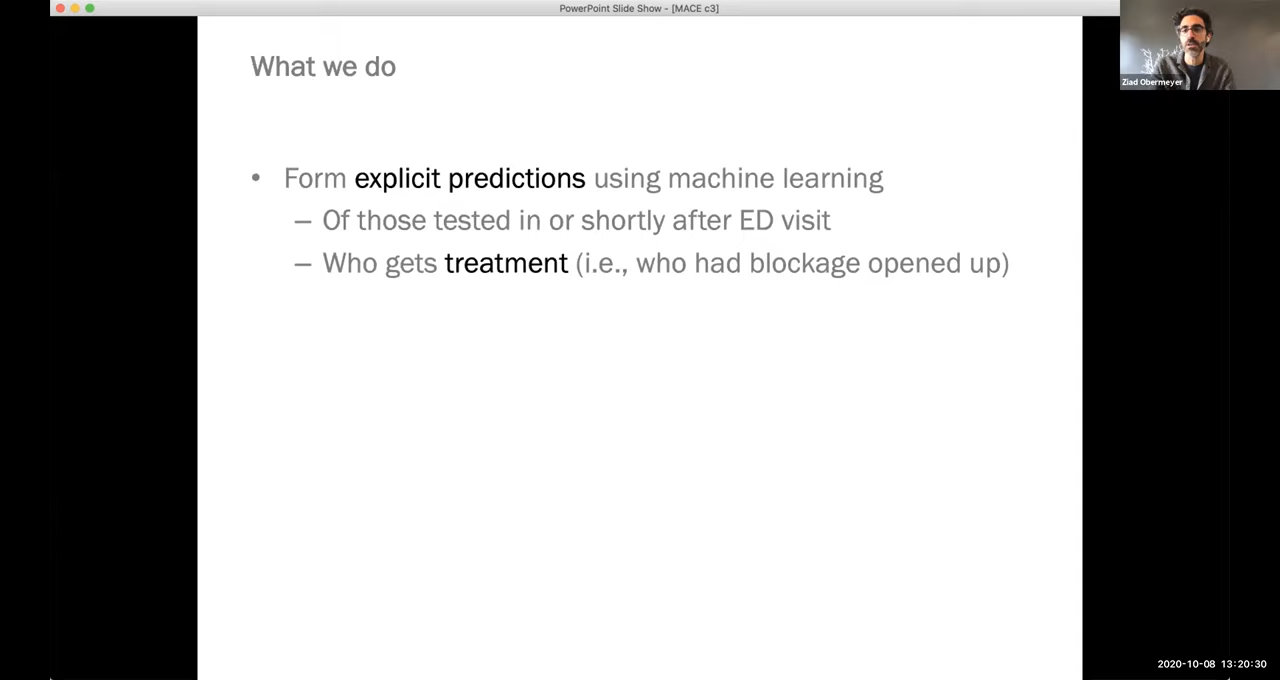 PowerPoint Slide Show - [MACE c3]
What we do
• Form explicit predictions using machine learning
– Of those tested in or shortly after ED visit
– Who gets treatment (i.e., who had blockage opened up)
Ziad Obermeyer
2020-10-08 13:20:30